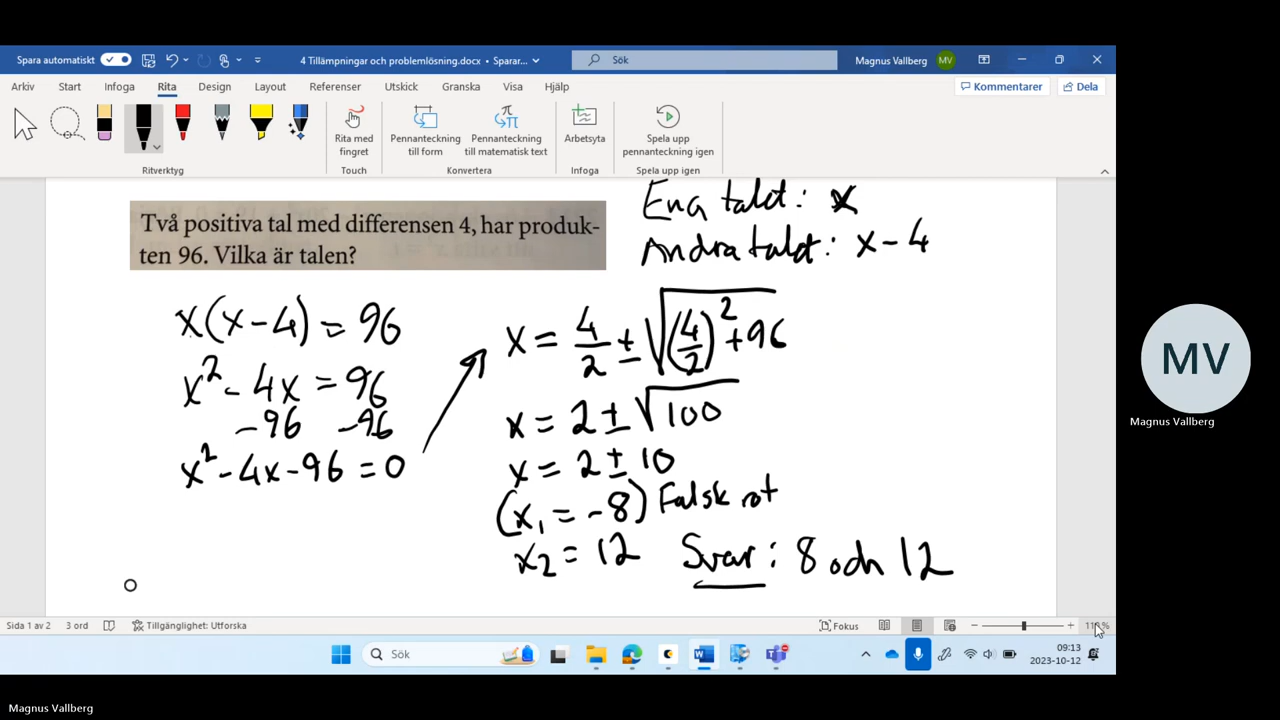 Spara automatiskt
4 Tillämpningar och problemlösning.docx • Sparar...
Sök
Magnus Vallberg
MV
Arkiv Start Infoga Rita Design Layout Referenser Utskick Granska Visa Hjälp
Kommentarer
Dela
Rita med fingret
Pennanteckning till form
Pennanteckning till matematisk text
Arbetsyta
Spela upp pennanteckning igen
Ritverktyg
Touch
Konvertera
Infoga
Spela upp igen
Två positiva tal med differensen 4, har produk-
ten 96. Vilka är talen?
Ena talet: x
Andra talet: x - 4
x(x-4) = 96
x² - 4x = 96
-96 -96
x² - 4x - 96 = 0
x = 4/2 ± √((4/2)² + 96)
x = 2 ± √100
x = 2 ± 10
(x₁ = -8) Falsk rot
x₂ = 12
Svar: 8 och 12
MV
Magnus Vallberg
Sida 1 av 2
3 ord
Tillgänglighet: Utforska
Fokus
Sök
09:13
2023-10-12
Magnus Vallberg